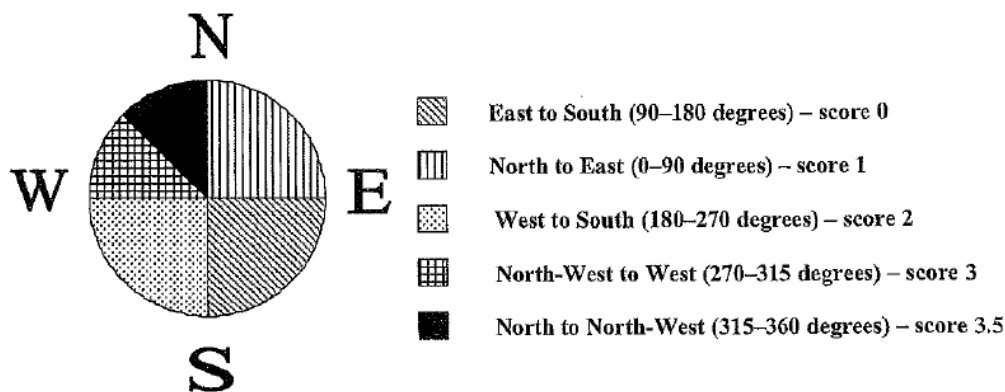 N
W
E
S
East to South (90–180 degrees) – score 0
North to East (0–90 degrees) – score 1
West to South (180–270 degrees) – score 2
North-West to West (270–315 degrees) – score 3
North to North-West (315–360 degrees) – score 3.5